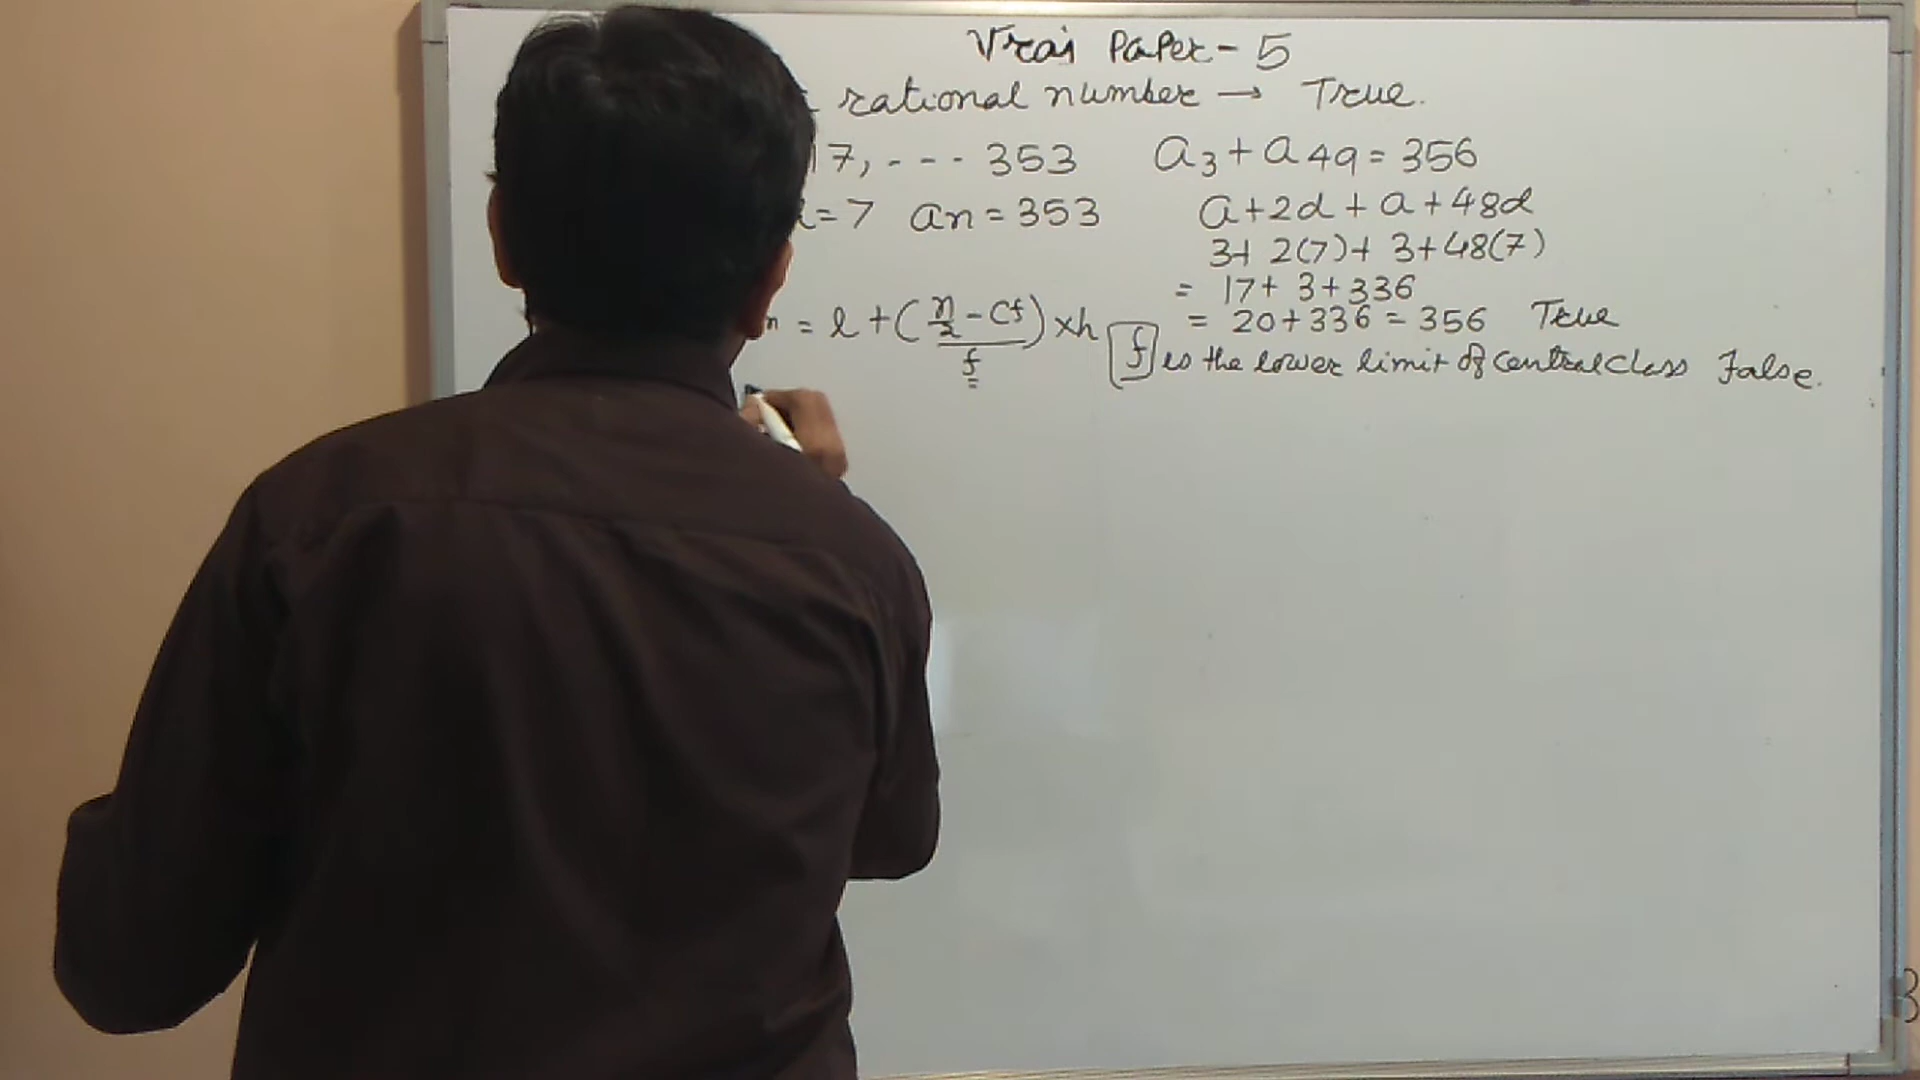 Vraj Paper - 5
rational number → True.
17, - - - 353
a3 + a49 = 356
= 7 an = 353
a + 2d + a + 48d
3 + 2(7) + 3 + 48(7)
= 17 + 3 + 336
= 20 + 336 = 356 True
= l + (n/2 - cf)/f × h
f is the lower limit of central class False.